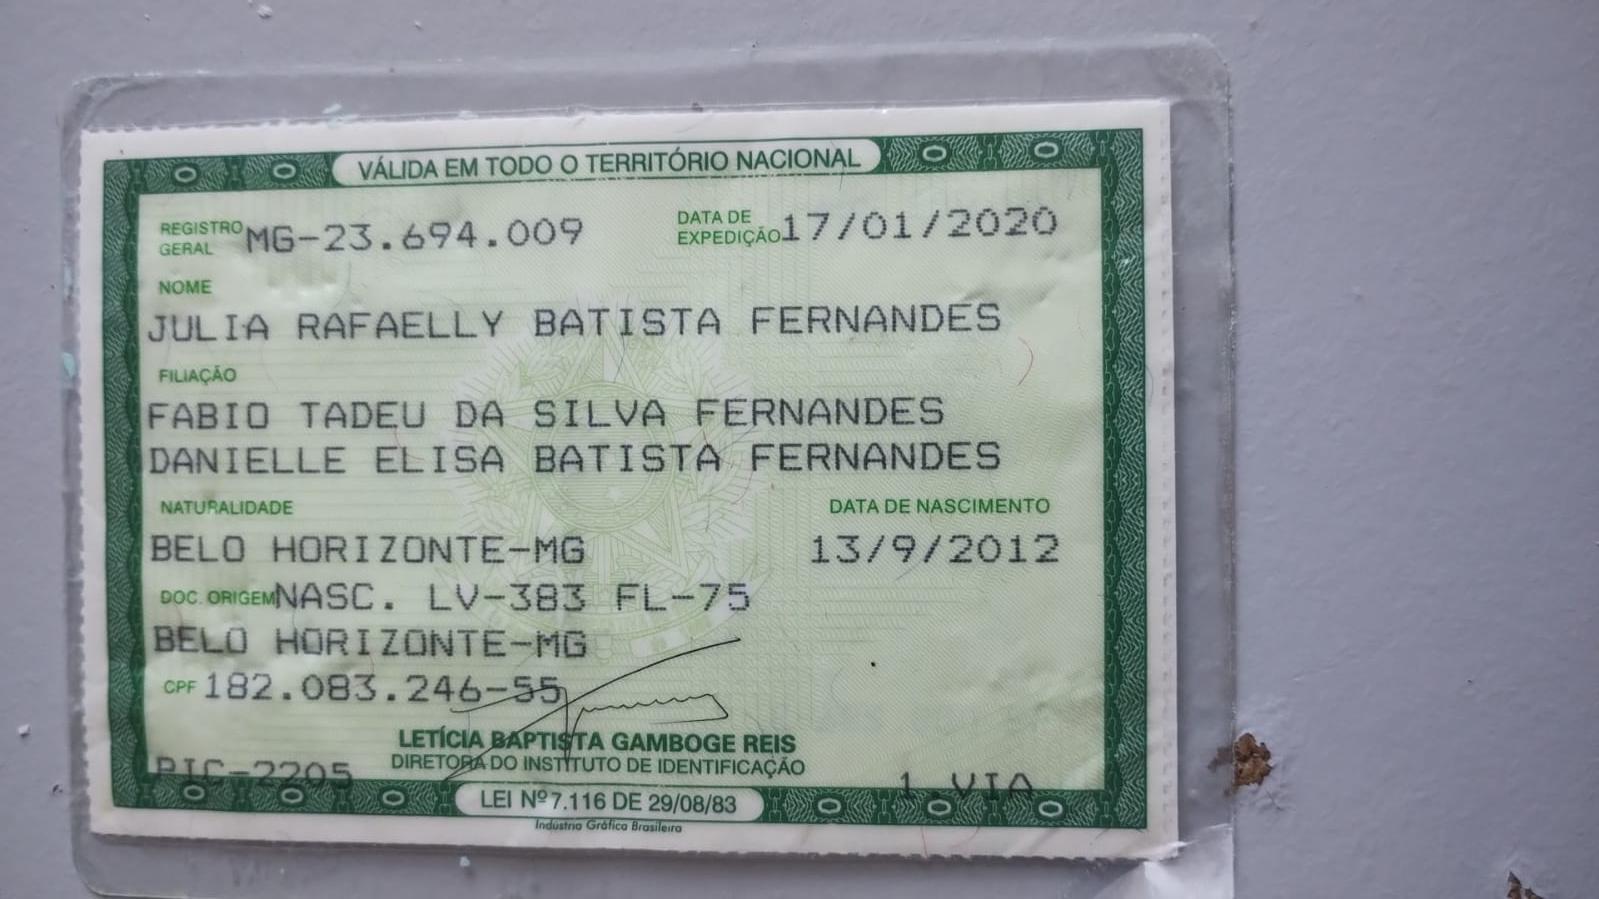 VÁLIDA EM TODO O TERRITÓRIO NACIONAL
REGISTRO GERAL MG-23.694.009 DATA DE EXPEDIÇÃO 17/01/2020
NOME
JULIA RAFAELLY BATISTA FERNANDES
FILIAÇÃO
FABIO TADEU DA SILVA FERNANDES
DANIELLE ELISA BATISTA FERNANDES
NATURALIDADE DATA DE NASCIMENTO
BELO HORIZONTE-MG 13/9/2012
DOC. ORIGEM NASC. LV-383 FL-75
BELO HORIZONTE-MG
CPF 182.083.246-55
LETÍCIA BAPTISTA GAMBOGE REIS
DIRETORA DO INSTITUTO DE IDENTIFICAÇÃO
PIC-2205 1.VIA
LEI Nº 7.116 DE 29/08/83
Indústria Gráfica Brasileira